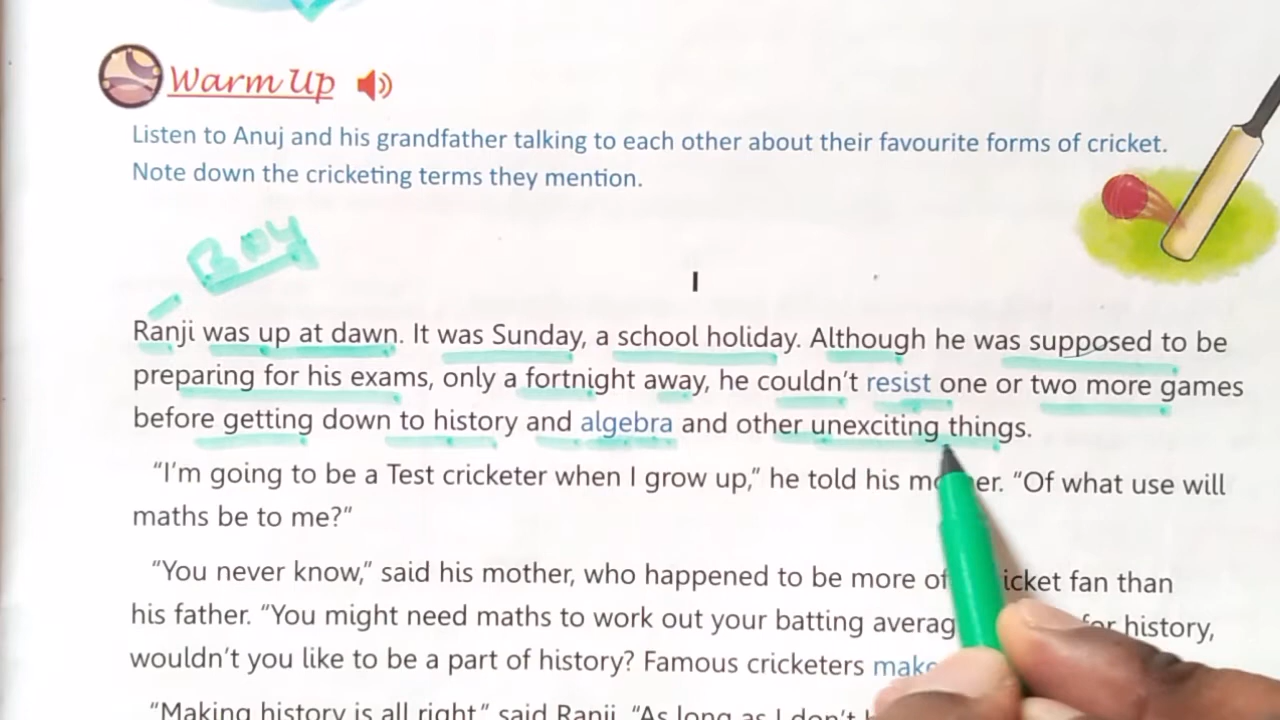 Warm Up
Listen to Anuj and his grandfather talking to each other about their favourite forms of cricket.
Note down the cricketing terms they mention.
Boy
I
Ranji was up at dawn. It was Sunday, a school holiday. Although he was supposed to be
preparing for his exams, only a fortnight away, he couldn't resist one or two more games
before getting down to history and algebra and other unexciting things.
"I'm going to be a Test cricketer when I grow up," he told his mother. "Of what use will
maths be to me?"
"You never know," said his mother, who happened to be more of cricket fan than
his father. "You might need maths to work out your batting for history,
wouldn't you like to be a part of history? Famous cricketers make
"Making history is all right," said Ranji. "As long as I don't